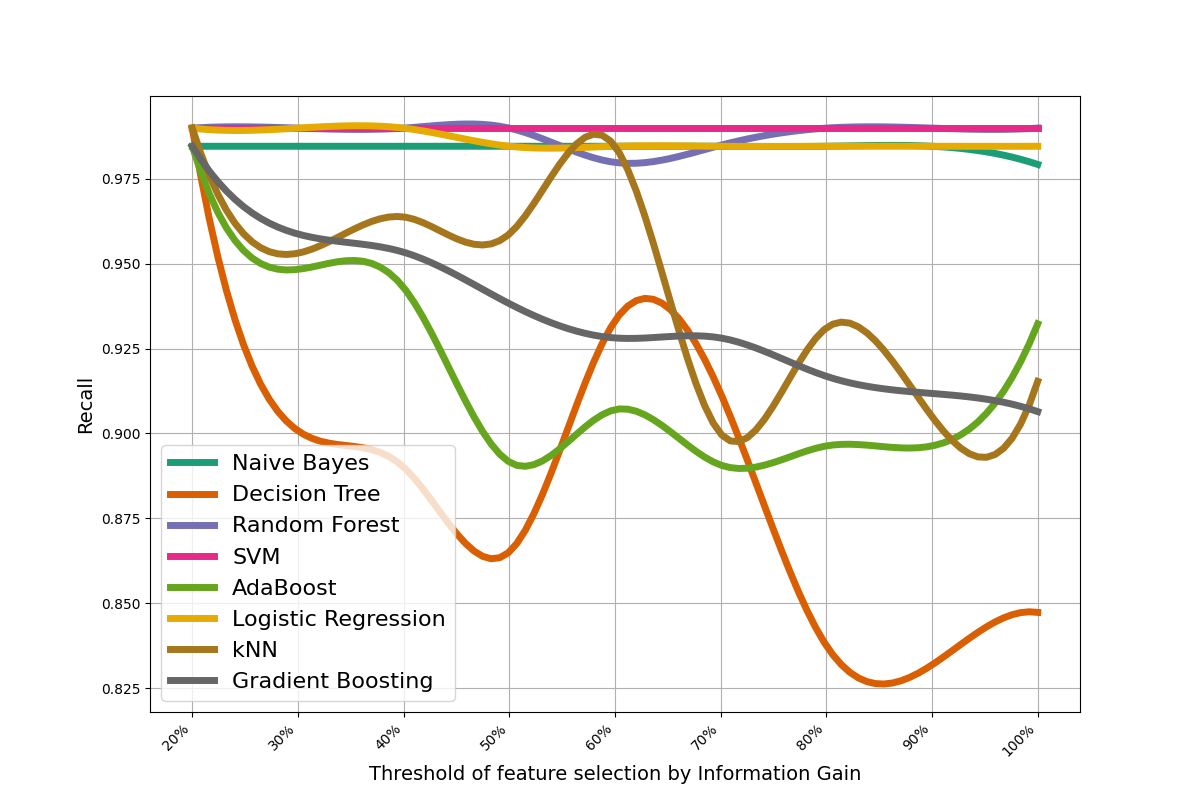 0.975
0.950
0.925
0.900
0.875
0.850
0.825
Recall
Naive Bayes
Decision Tree
Random Forest
SVM
AdaBoost
Logistic Regression
kNN
Gradient Boosting
20%
30%
40%
50%
60%
70%
80%
90%
100%
Threshold of feature selection by Information Gain